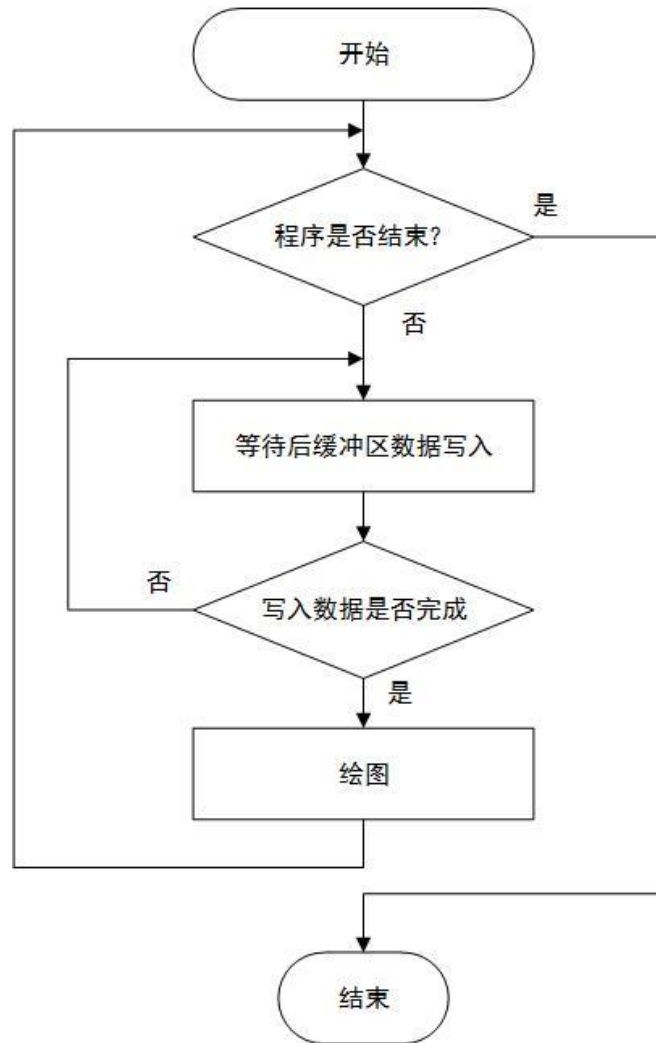 开始
程序是否结束？
是
否
等待后缓冲区数据写入
否
写入数据是否完成
是
绘图
结束